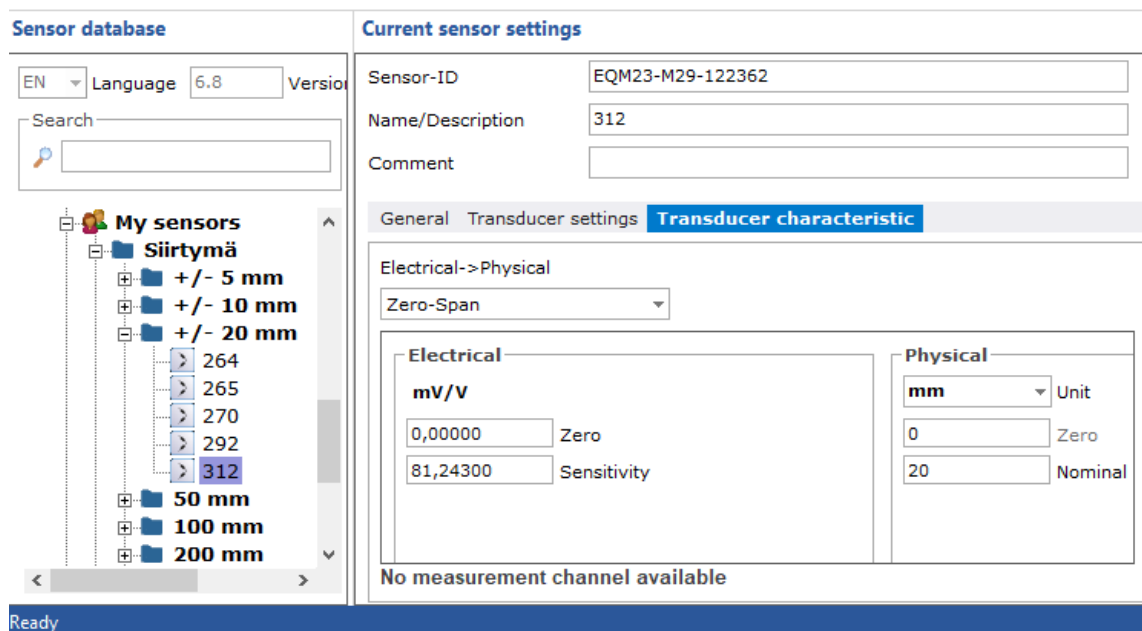 Sensor database
EN Language 6.8 Version
Search
My sensors
Siirtymä
+/- 5 mm
+/- 10 mm
+/- 20 mm
264
265
270
292
312
50 mm
100 mm
200 mm
Current sensor settings
Sensor-ID EQM23-M29-122362
Name/Description 312
Comment
General Transducer settings Transducer characteristic
Electrical->Physical
Zero-Span
Electrical
mV/V
0,00000 Zero
81,24300 Sensitivity
Physical
mm Unit
0 Zero
20 Nominal
No measurement channel available
Ready